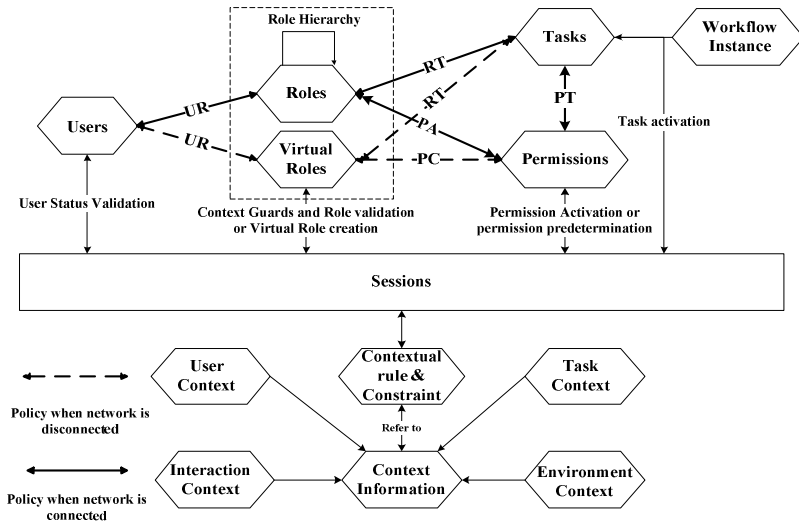 Role Hierarchy
Tasks
Workflow
Instance
Users
UR
UR
Roles
Virtual
Roles
RT
RT
PA
PC
PT
Permissions
Task activation
User Status Validation
Context Guards and Role validation
or Virtual Role creation
Permission Activation or
permission predetermination
Sessions
User
Context
Contextual
rule &
Constraint
Task
Context
Policy when network is
disconnected
Refer to
Interaction
Context
Context
Information
Environment
Context
Policy when network is
connected